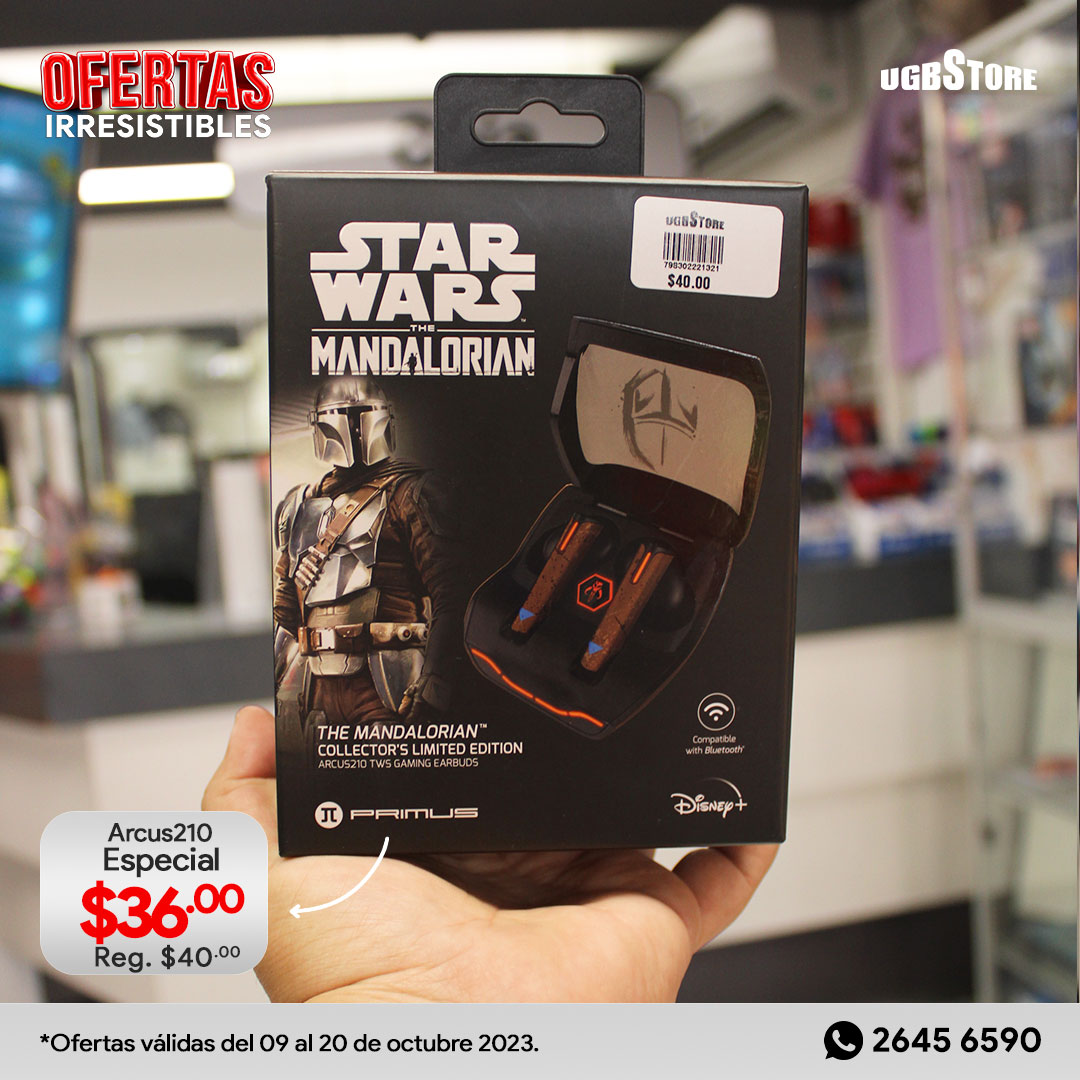 OFERTAS
IRRESISTIBLES
UGBSTORE
UGBSTORE
798302221321
$40.00
STAR
WARS™
THE
MANDALORIAN
THE MANDALORIAN™
COLLECTOR'S LIMITED EDITION
ARCUS210 TWS GAMING EARBUDS
PRIMUS
Compatible
with Bluetooth®
Disney+
Arcus210
Especial
$36.00
Reg. $40.00
*Ofertas válidas del 09 al 20 de octubre 2023.
2645 6590